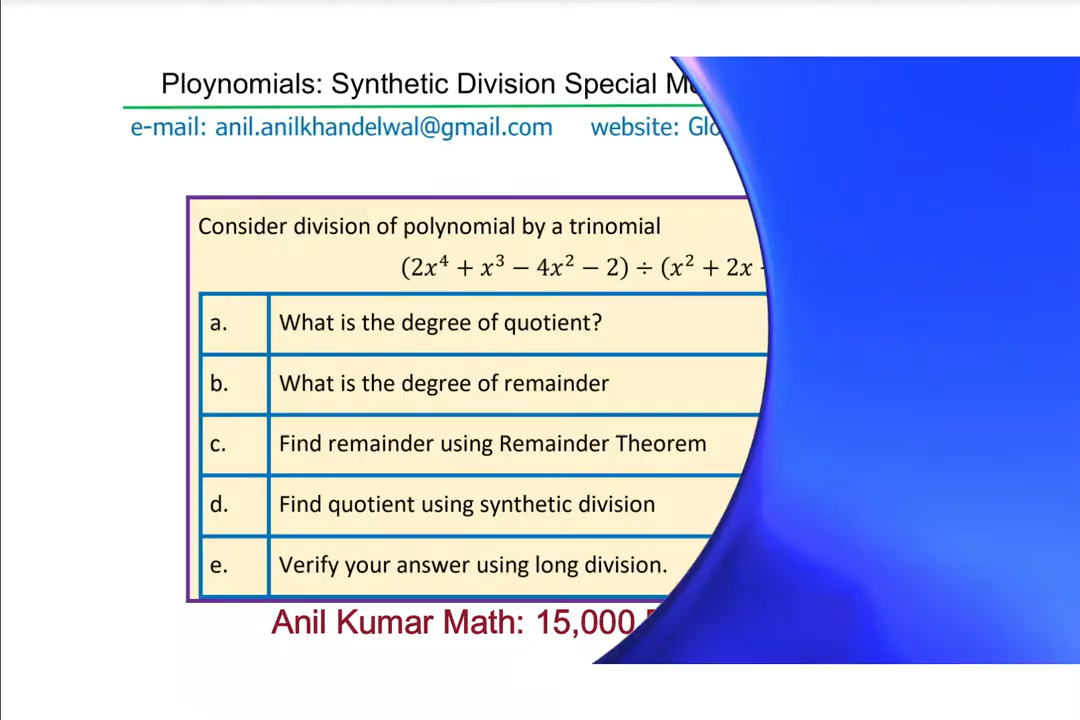 Ploynomials: Synthetic Division Special
e-mail: anil.anilkhandelwal@gmail.com website:
Consider division of polynomial by a trinomial
(2x⁴ + x³ − 4x² − 2) ÷ (x² + 2x
a. What is the degree of quotient?
b. What is the degree of remainder
c. Find remainder using Remainder Theorem
d. Find quotient using synthetic division
e. Verify your answer using long division.
Anil Kumar Math: 15,000